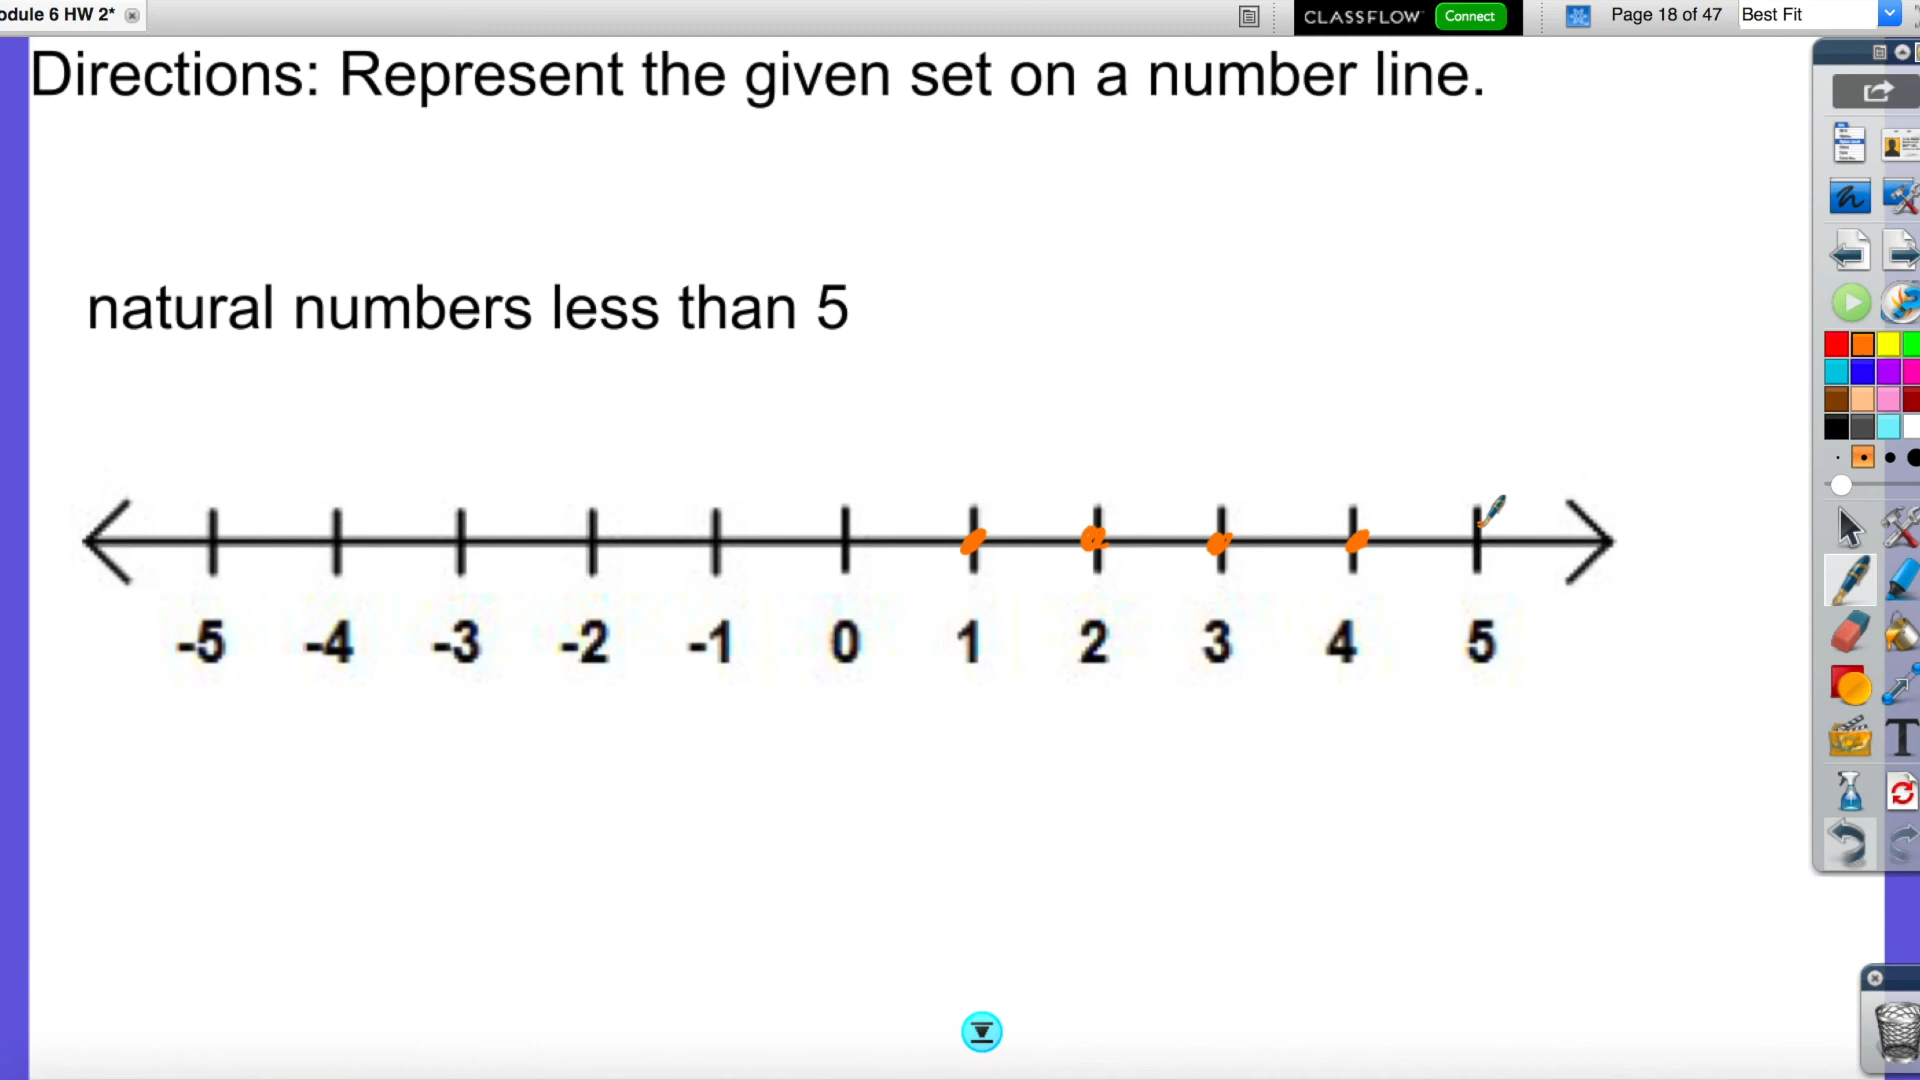 odule 6 HW 2*
CLASSFLOW Connect Page 18 of 47 Best Fit
Directions: Represent the given set on a number line.
natural numbers less than 5
-5 -4 -3 -2 -1 0 1 2 3 4 5
T